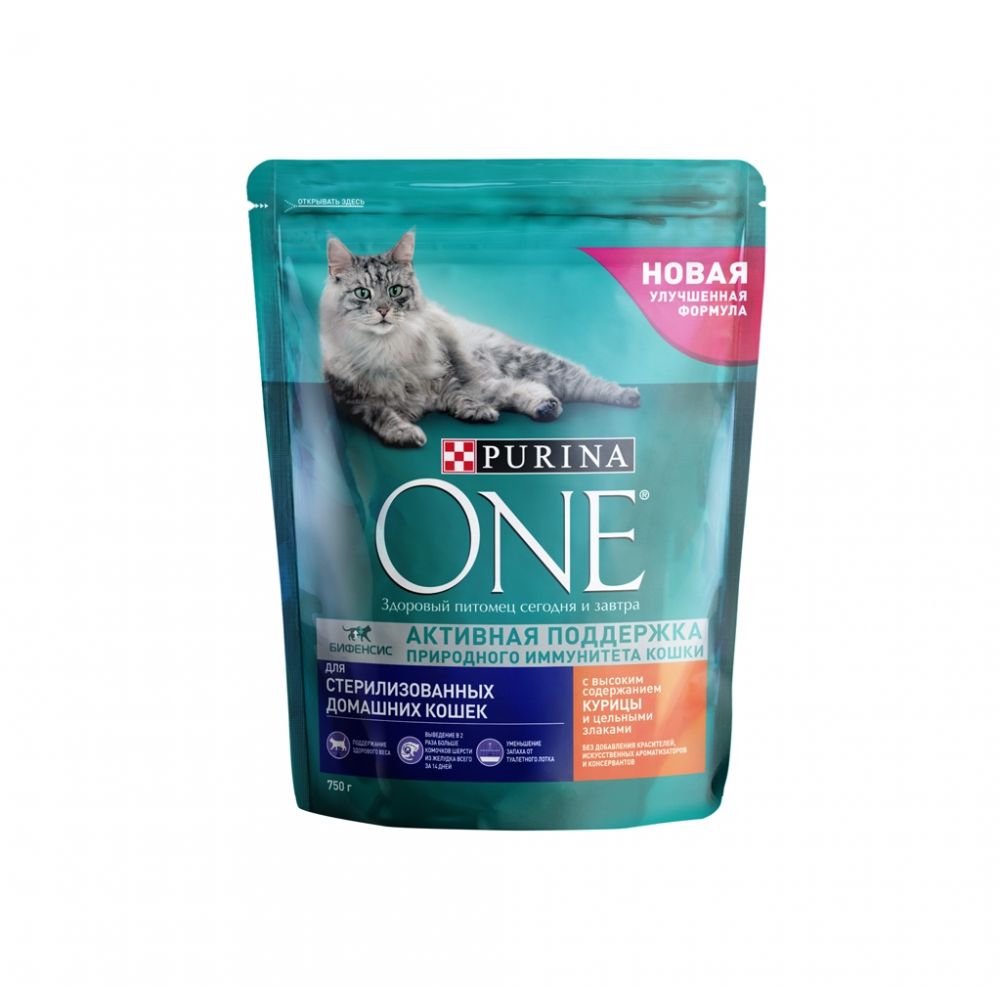 ОТКРЫВАТЬ ЗДЕСЬ
НОВАЯ
УЛУЧШЕННАЯ
ФОРМУЛА
PURINA
ONE®
Здоровый питомец сегодня и завтра
БИФЕНСИС
АКТИВНАЯ ПОДДЕРЖКА
ПРИРОДНОГО ИММУНИТЕТА КОШКИ
ДЛЯ
СТЕРИЛИЗОВАННЫХ
ДОМАШНИХ КОШЕК
С ВЫСОКИМ
СОДЕРЖАНИЕМ
КУРИЦЫ
И ЦЕЛЬНЫМИ
ЗЛАКАМИ
ПОДДЕРЖАНИЕ
ЗДОРОВОГО ВЕСА
ВЫВЕДЕНИЕ В 2
РАЗА БОЛЬШЕ
КОМОЧКОВ ШЕРСТИ
ИЗ ЖЕЛУДКА ВСЕГО
ЗА 14 ДНЕЙ
УМЕНЬШЕНИЕ
ЗАПАХА ОТ
ТУАЛЕТНОГО ЛОТКА
БЕЗ ДОБАВЛЕНИЯ КРАСИТЕЛЕЙ,
ИСКУССТВЕННЫХ АРОМАТИЗАТОРОВ
И КОНСЕРВАНТОВ
750 г